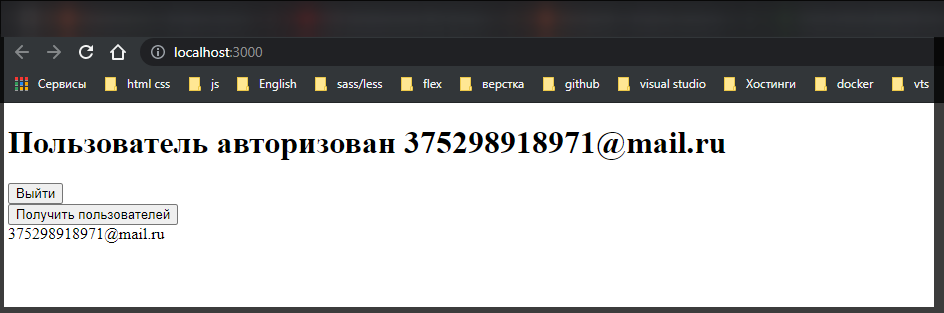 localhost:3000
Сервисы html css js English sass/less flex верстка github visual studio Хостинги docker vts
Пользователь авторизован 375298918971@mail.ru
Выйти
Получить пользователей
375298918971@mail.ru